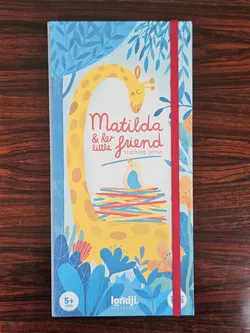 Matilda
& her
little
friend
stacking game
5+
londji